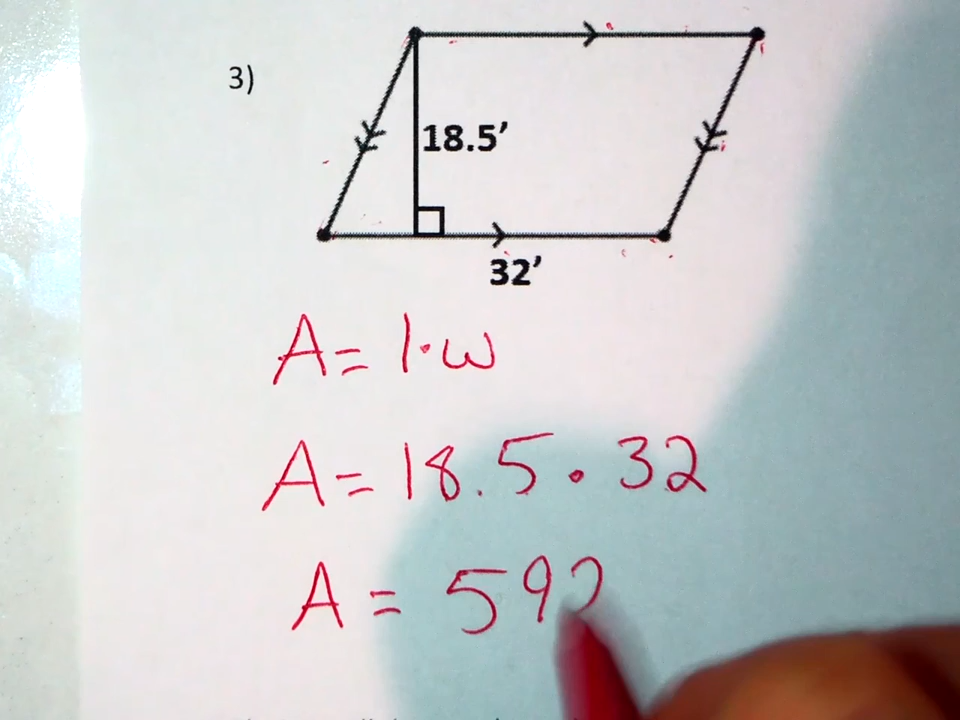 3)
18.5′
32′
A = l·w
A = 18.5 · 32
A = 592